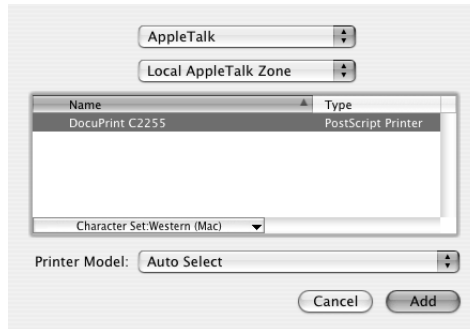 AppleTalk
Local AppleTalk Zone
Name Type
DocuPrint C2255 PostScript Printer
Character Set:Western (Mac)
Printer Model: Auto Select
Cancel Add